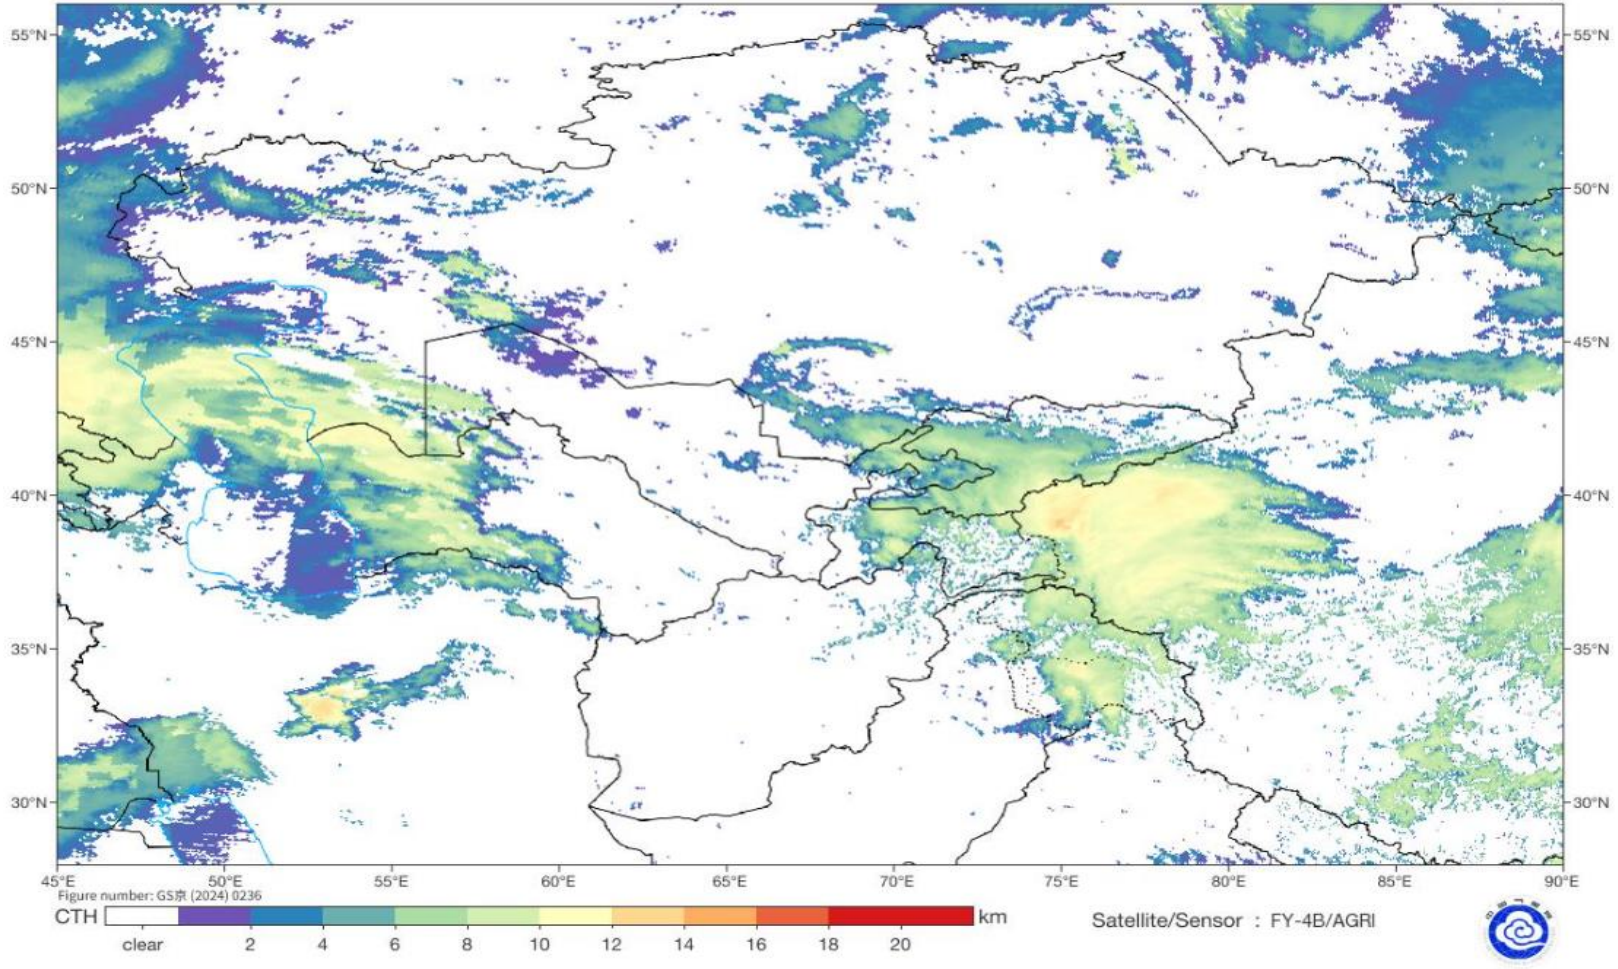 55°N 55°N
50°N 50°N
45°N 45°N
40°N 40°N
35°N 35°N
30°N 30°N
45°E 50°E 55°E 60°E 65°E 70°E 75°E 80°E 85°E 90°E
Figure number: GS京 (2024) 0236
CTH km
clear 2 4 6 8 10 12 14 16 18 20
Satellite/Sensor : FY-4B/AGRI